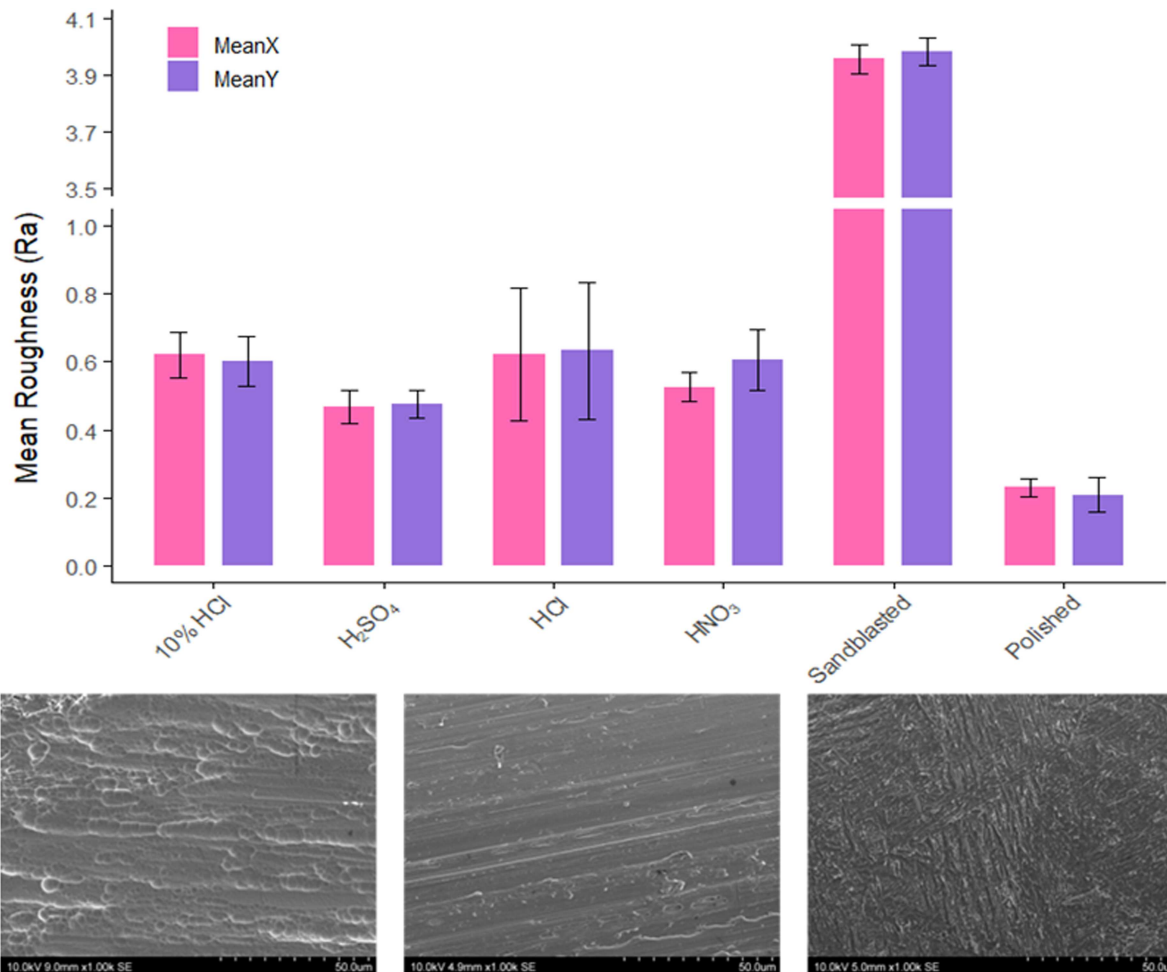 4.1
3.9
3.7
3.5
1.0
0.8
0.6
0.4
0.2
0.0
Mean Roughness (Ra)
MeanX
MeanY
10% HCl
H₂SO₄
HCl
HNO₃
Sandblasted
Polished
10.0kV 9.0mm x1.00k SE 50.0um
10.0kV 4.9mm x1.00k SE 50.0um
10.0kV 5.0mm x1.00k SE 50.0